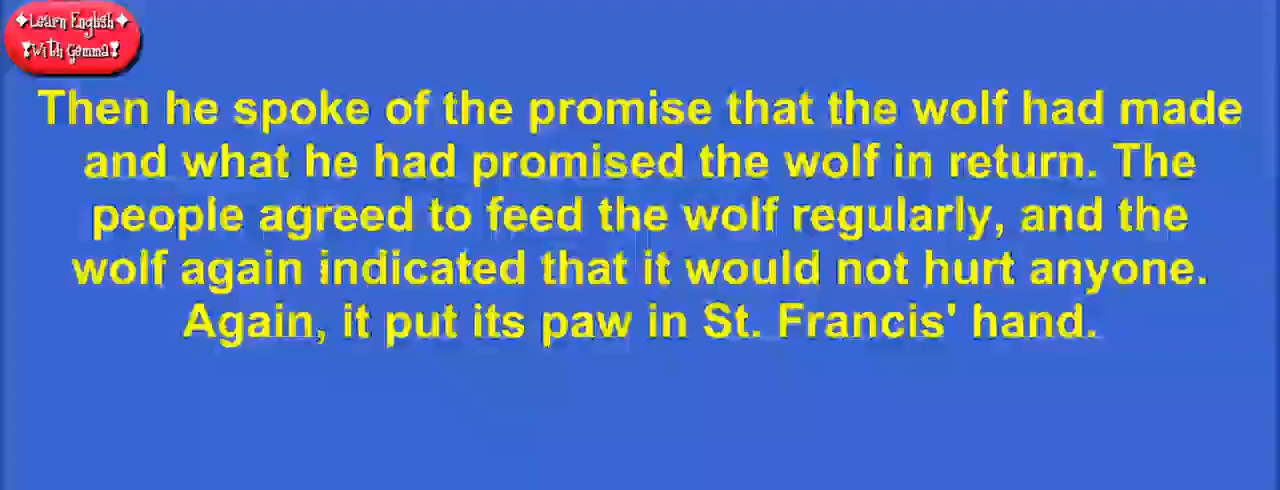 Learn English
With Gemma
Then he spoke of the promise that the wolf had made
and what he had promised the wolf in return. The
people agreed to feed the wolf regularly, and the
wolf again indicated that it would not hurt anyone.
Again, it put its paw in St. Francis' hand.